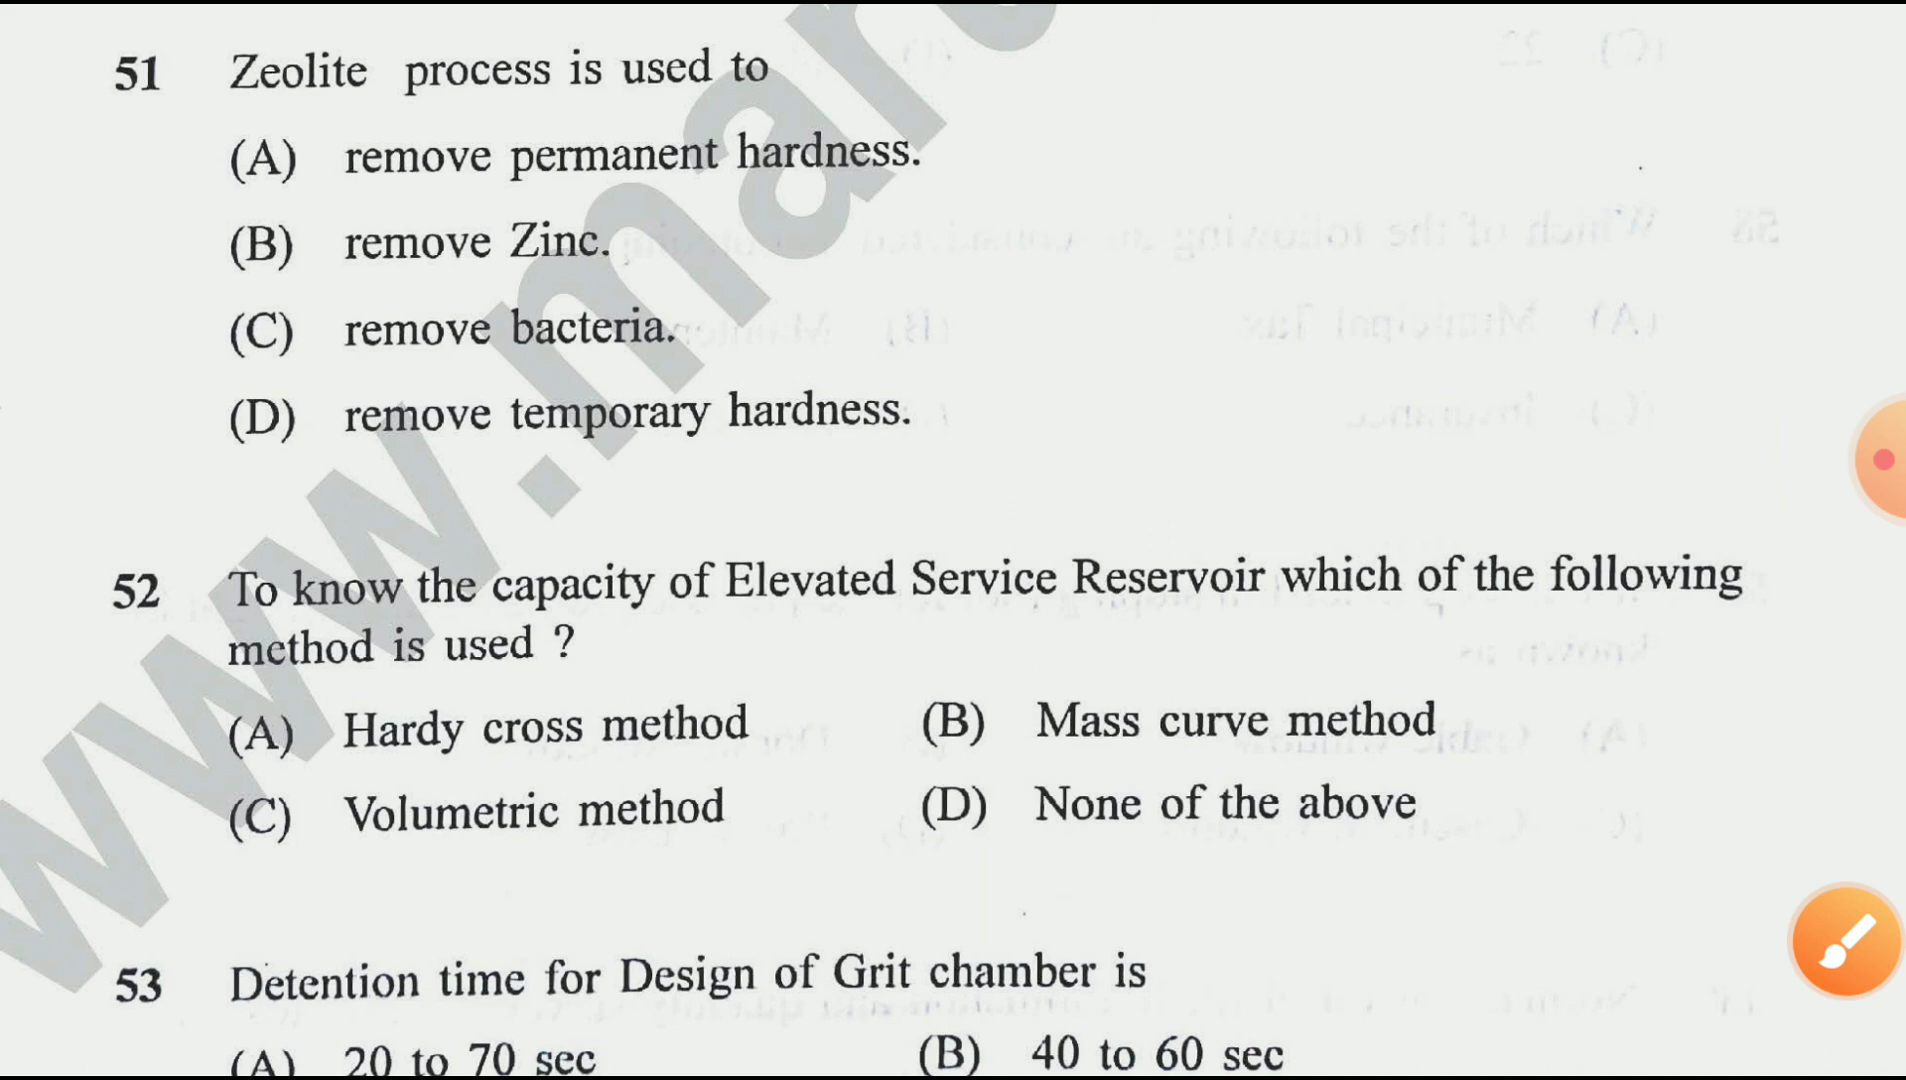 51 Zeolite process is used to
(A) remove permanent hardness.
(B) remove Zinc.
(C) remove bacteria.
(D) remove temporary hardness.
52 To know the capacity of Elevated Service Reservoir which of the following
method is used ?
(A) Hardy cross method (B) Mass curve method
(C) Volumetric method (D) None of the above
53 Detention time for Design of Grit chamber is
(A) 20 to 70 sec (B) 40 to 60 sec